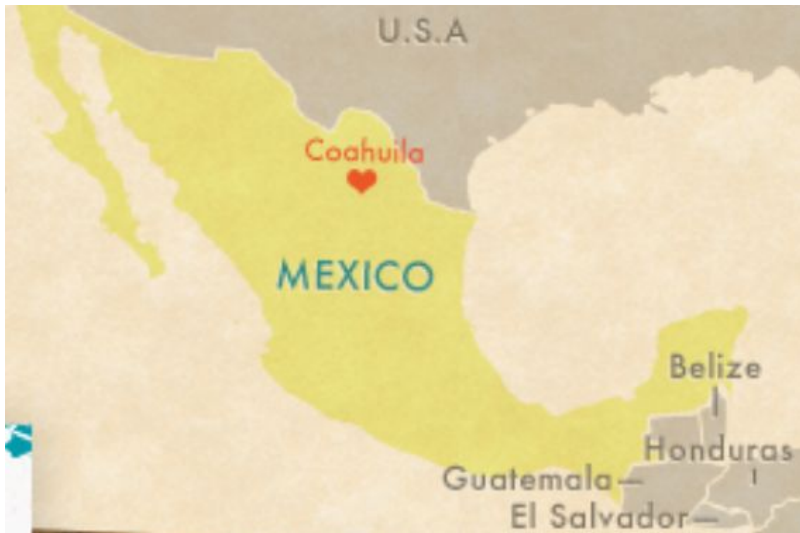 U.S.A
Coahuila
MEXICO
Belize
Honduras
Guatemala
El Salvador